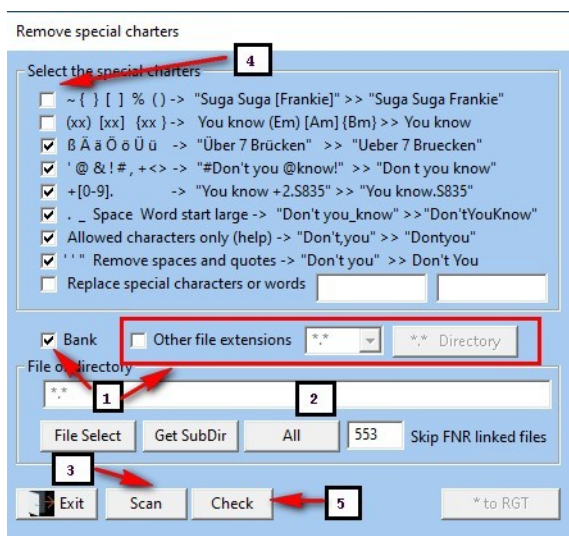 Remove special charters
Select the special charters
4
~ { } [ ] % ( ) -> "Suga Suga [Frankie]" >> "Suga Suga Frankie"
(xx) [xx] {xx } -> You know (Em) [Am] {Bm} >> You know
ß Ä ä Ö ö Ü ü -> "Über 7 Brücken" >> "Ueber 7 Bruecken"
' @ & ! # , + < > -> "#Don't you @know!" >> "Don t you know"
+[0-9]. -> "You know +2.S835" >> "You know.S835"
. _ Space Word start large -> "Don't you_know" >>"Don'tYouKnow"
Allowed characters only (help) -> "Don't,you" >> "Dontyou"
' ' " Remove spaces and quotes -> "Don't you" >> Don't You
Replace special characters or words
Bank Other file extensions *.* *.* Directory
File or directory
*.*
1 2
File Select Get SubDir All 553 Skip FNR linked files
3
Exit Scan Check 5 * to RGT